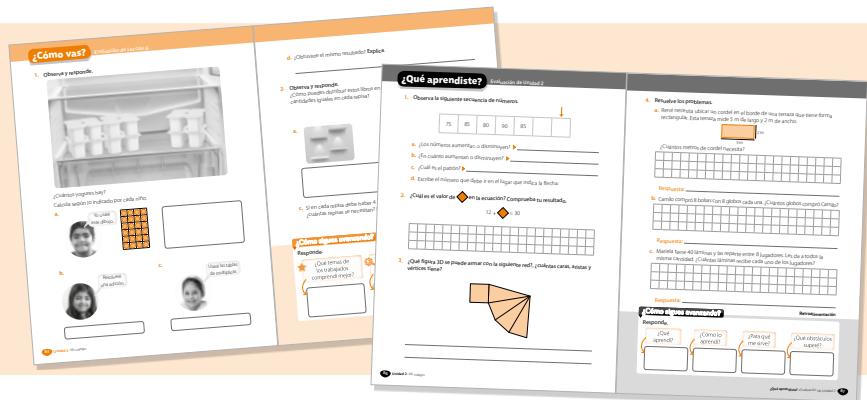 ¿Cómo vas?
Evaluación de Lección 6
1. Observa y responde.
¿Cuántos yogures hay?
Calcula según lo indicado por cada niño.
a.
Yo usaré
este dibujo.
b.
Resolveré
una adición.
c.
Usaré las tablas
de multiplicar.
Unidad 2
d. ¿Obtuviste el mismo resultado? Explica.
2. Observa y responde.
¿Cómo puedes distribuir estos libros en
cantidades iguales en cada repisa?
a.
c. Si en cada repisa debe haber 4
¿cuántas repisas se necesitan?
¿Cómo sigues avanzando?
Responde.
¿Qué temas de
los trabajados
comprendí mejor?
¿Qué aprendiste?
Evaluación de Unidad 2
1. Observa la siguiente secuencia de números.
75 85 80 90 85
a. ¿Los números aumentan o disminuyen?
b. ¿En cuánto aumentan o disminuyen?
c. ¿Cuál es el patrón?
d. Escribe el número que debe ir en el lugar que indica la flecha.
2. ¿Cuál es el valor de en la ecuación? Comprueba tu resultado.
12 + = 30
3. ¿Qué figura 3D se puede armar con la siguiente red?, ¿cuántas caras, aristas y
vértices tiene?
Unidad 2
4. Resuelve los problemas.
a. René necesita ubicar un cordel en el borde de una terraza que tiene forma
rectangular. Esta terraza mide 5 m de largo y 2 m de ancho.
2 m
5 m
¿Cuántos metros de cordel necesita?
Respuesta:
b. Camilo compró 8 bolsas con 8 globos cada una. ¿Cuántos globos compró Camilo?
Respuesta:
c. Mariela tiene 40 láminas y las reparte entre 8 jugadores. Les da a todos la
misma cantidad. ¿Cuántas láminas recibe cada uno de los jugadores?
Respuesta:
Retroalimentación
¿Cómo sigues avanzando?
Responde.
¿Qué
aprendí?
¿Cómo lo
aprendí?
¿Para qué
me sirve?
¿Qué obstáculos
superé?